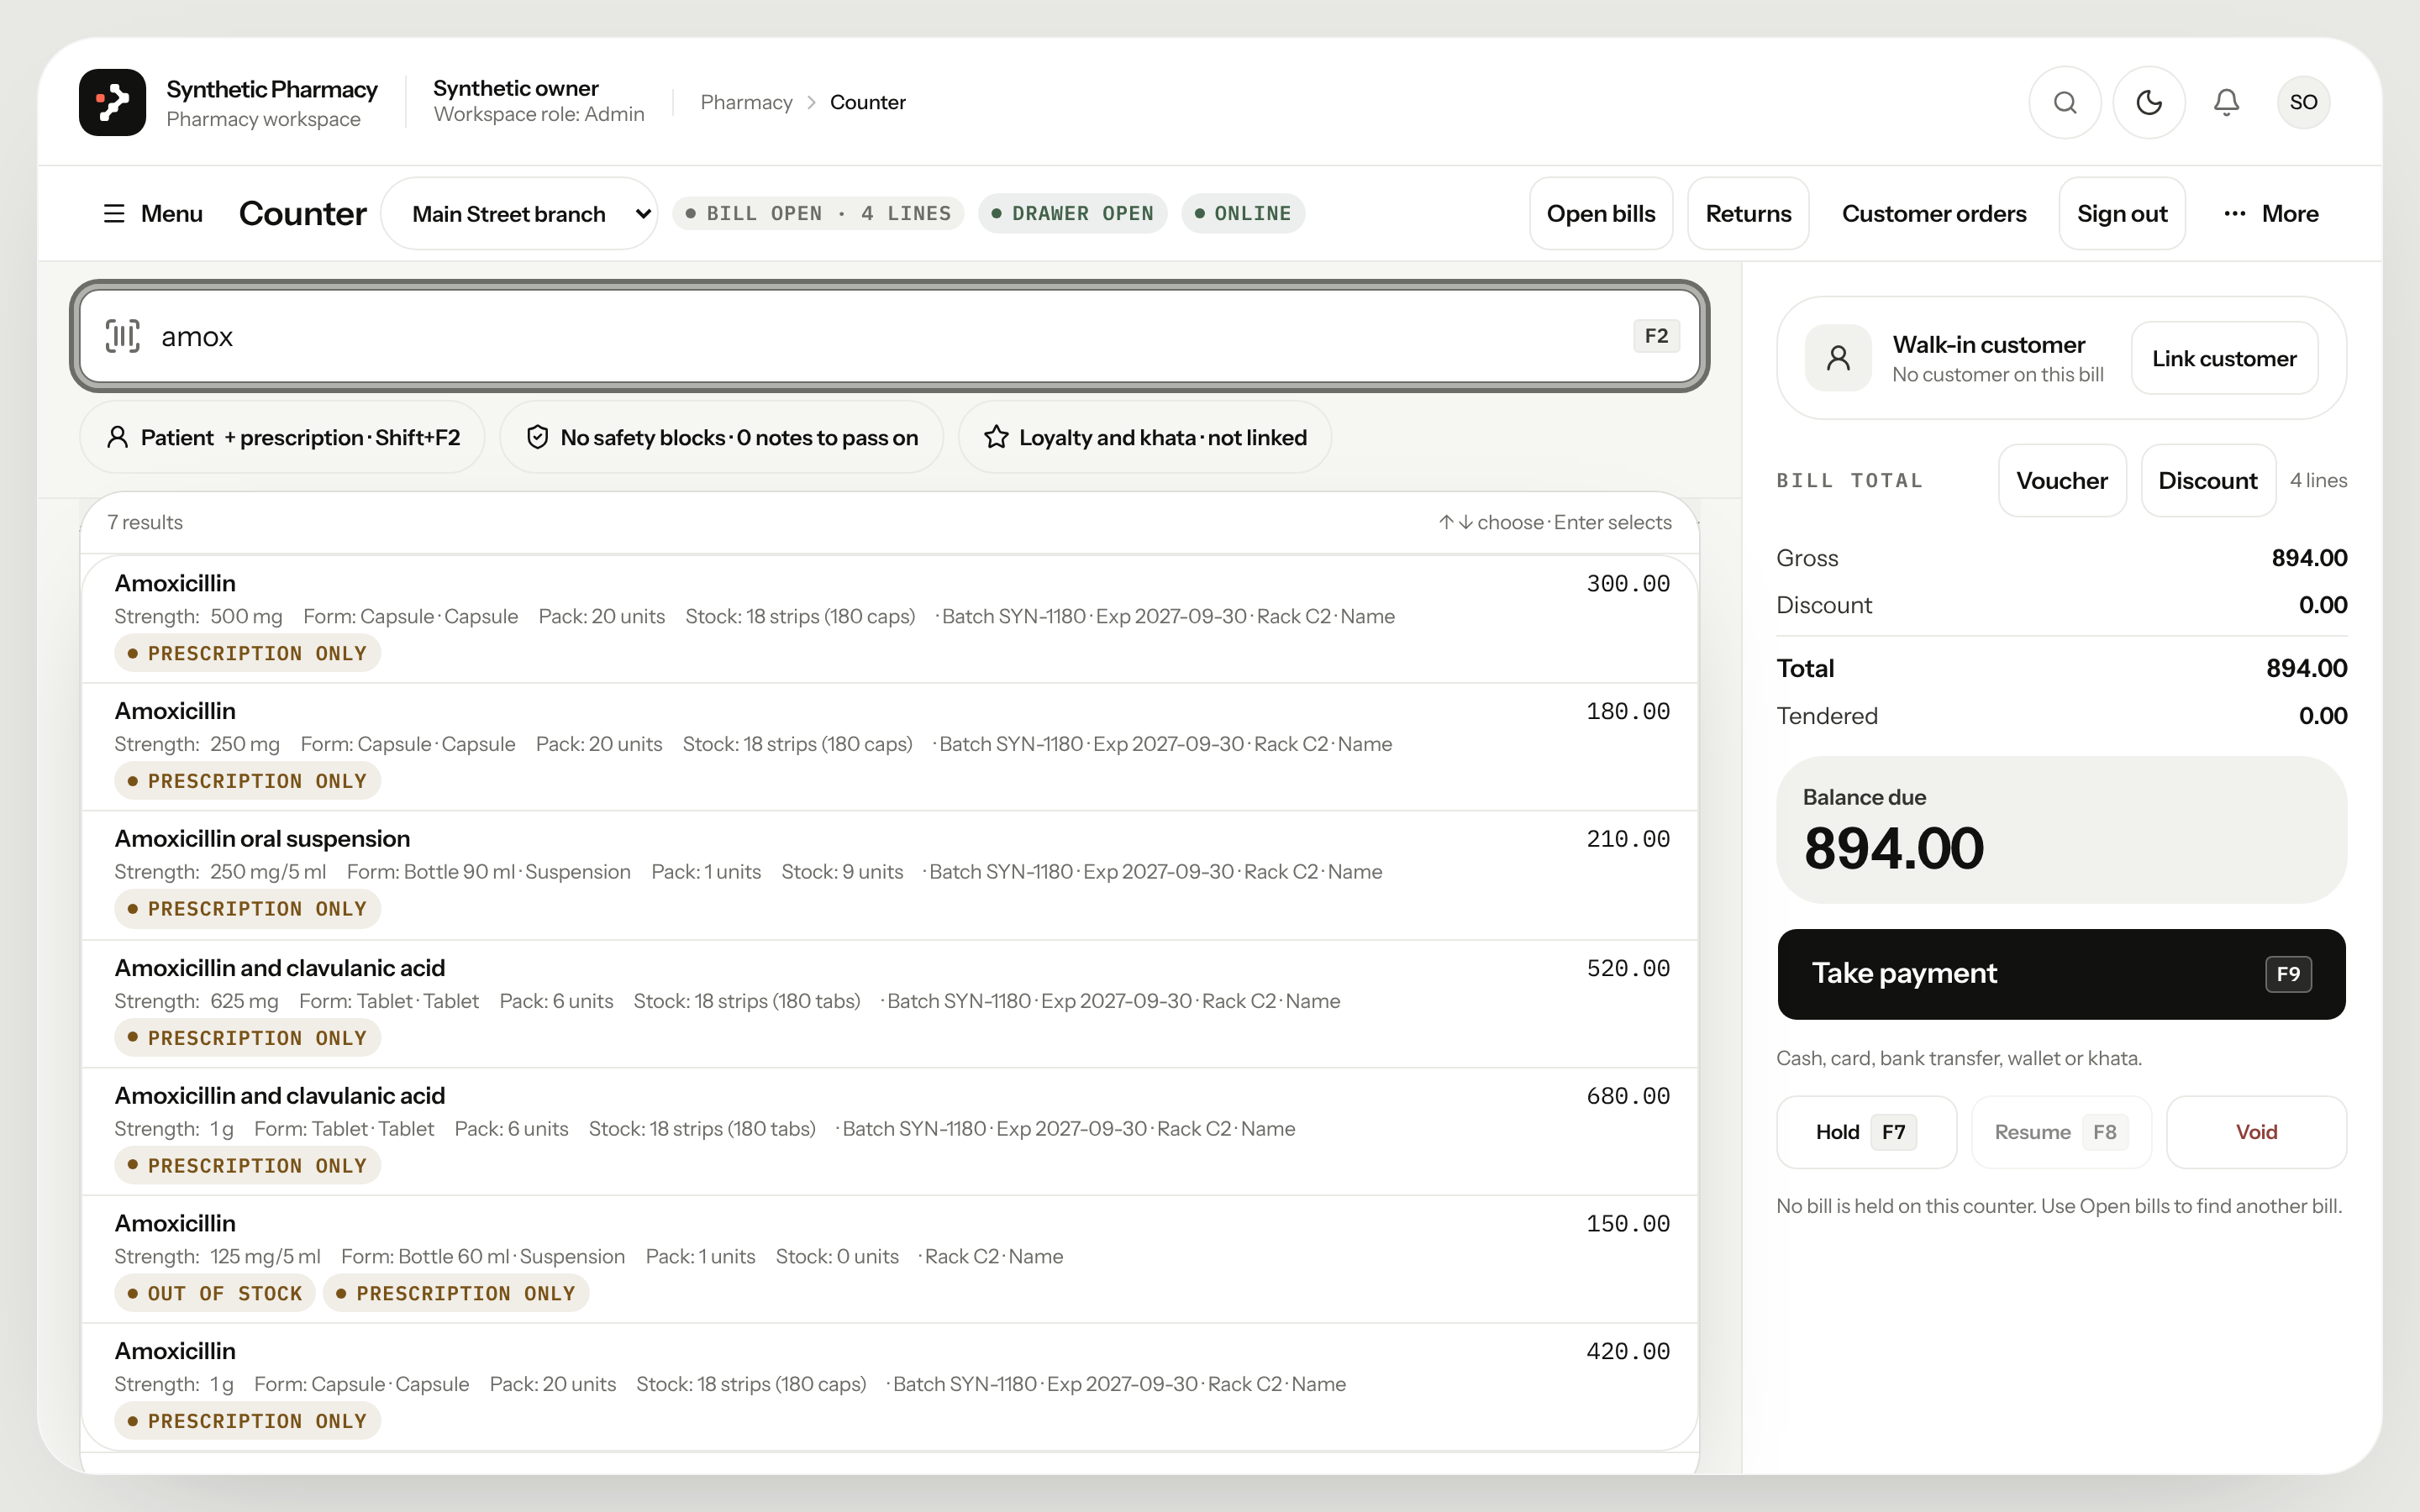 Synthetic Pharmacy
Pharmacy workspace
Synthetic owner
Workspace role: Admin
Pharmacy > Counter
SO
Menu
Counter
Main Street branch
BILL OPEN · 4 LINES
DRAWER OPEN
ONLINE
Open bills
Returns
Customer orders
Sign out
··· More
amox
F2
Patient + prescription · Shift+F2
No safety blocks · 0 notes to pass on
Loyalty and khata · not linked
7 results
↑↓ choose · Enter selects
Amoxicillin 300.00
Strength: 500 mg Form: Capsule · Capsule Pack: 20 units Stock: 18 strips (180 caps) · Batch SYN-1180 · Exp 2027-09-30 · Rack C2 · Name
PRESCRIPTION ONLY
Amoxicillin 180.00
Strength: 250 mg Form: Capsule · Capsule Pack: 20 units Stock: 18 strips (180 caps) · Batch SYN-1180 · Exp 2027-09-30 · Rack C2 · Name
PRESCRIPTION ONLY
Amoxicillin oral suspension 210.00
Strength: 250 mg/5 ml Form: Bottle 90 ml · Suspension Pack: 1 units Stock: 9 units · Batch SYN-1180 · Exp 2027-09-30 · Rack C2 · Name
PRESCRIPTION ONLY
Amoxicillin and clavulanic acid 520.00
Strength: 625 mg Form: Tablet · Tablet Pack: 6 units Stock: 18 strips (180 tabs) · Batch SYN-1180 · Exp 2027-09-30 · Rack C2 · Name
PRESCRIPTION ONLY
Amoxicillin and clavulanic acid 680.00
Strength: 1 g Form: Tablet · Tablet Pack: 6 units Stock: 18 strips (180 tabs) · Batch SYN-1180 · Exp 2027-09-30 · Rack C2 · Name
PRESCRIPTION ONLY
Amoxicillin 150.00
Strength: 125 mg/5 ml Form: Bottle 60 ml · Suspension Pack: 1 units Stock: 0 units · Rack C2 · Name
OUT OF STOCK PRESCRIPTION ONLY
Amoxicillin 420.00
Strength: 1 g Form: Capsule · Capsule Pack: 20 units Stock: 18 strips (180 caps) · Batch SYN-1180 · Exp 2027-09-30 · Rack C2 · Name
PRESCRIPTION ONLY
Walk-in customer
No customer on this bill
Link customer
BILL TOTAL
Voucher
Discount
4 lines
Gross 894.00
Discount 0.00
Total 894.00
Tendered 0.00
Balance due
894.00
Take payment F9
Cash, card, bank transfer, wallet or khata.
Hold F7
Resume F8
Void
No bill is held on this counter. Use Open bills to find another bill.